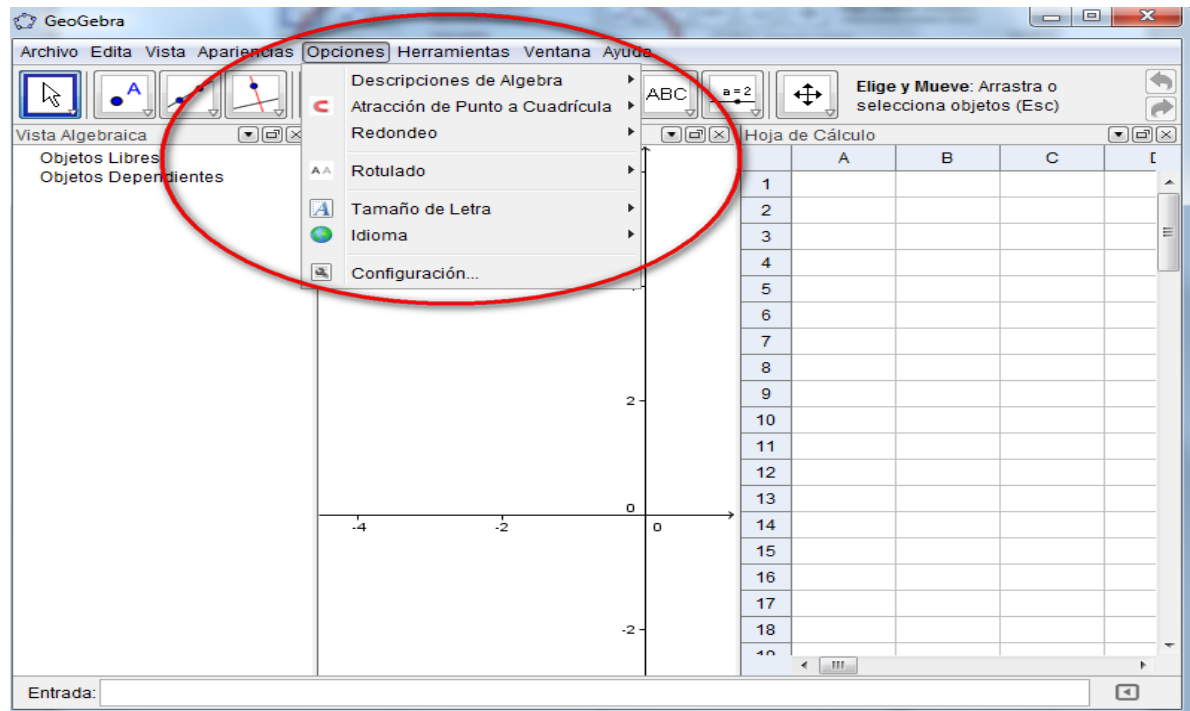 GeoGebra
Archivo Edita Vista Apariencias Opciones Herramientas Ventana Ayuda
Descripciones de Algebra
Atracción de Punto a Cuadrícula
Redondeo
AA Rotulado
A Tamaño de Letra
Idioma
Configuración...
A
ABC
a = 2
Elige y Mueve: Arrastra o
selecciona objetos (Esc)
Vista Algebraica
Objetos Libres
Objetos Dependientes
2
0
-4 -2 0
-2
Hoja de Cálculo
A B C
1
2
3
4
5
6
7
8
9
10
11
12
13
14
15
16
17
18
Entrada: